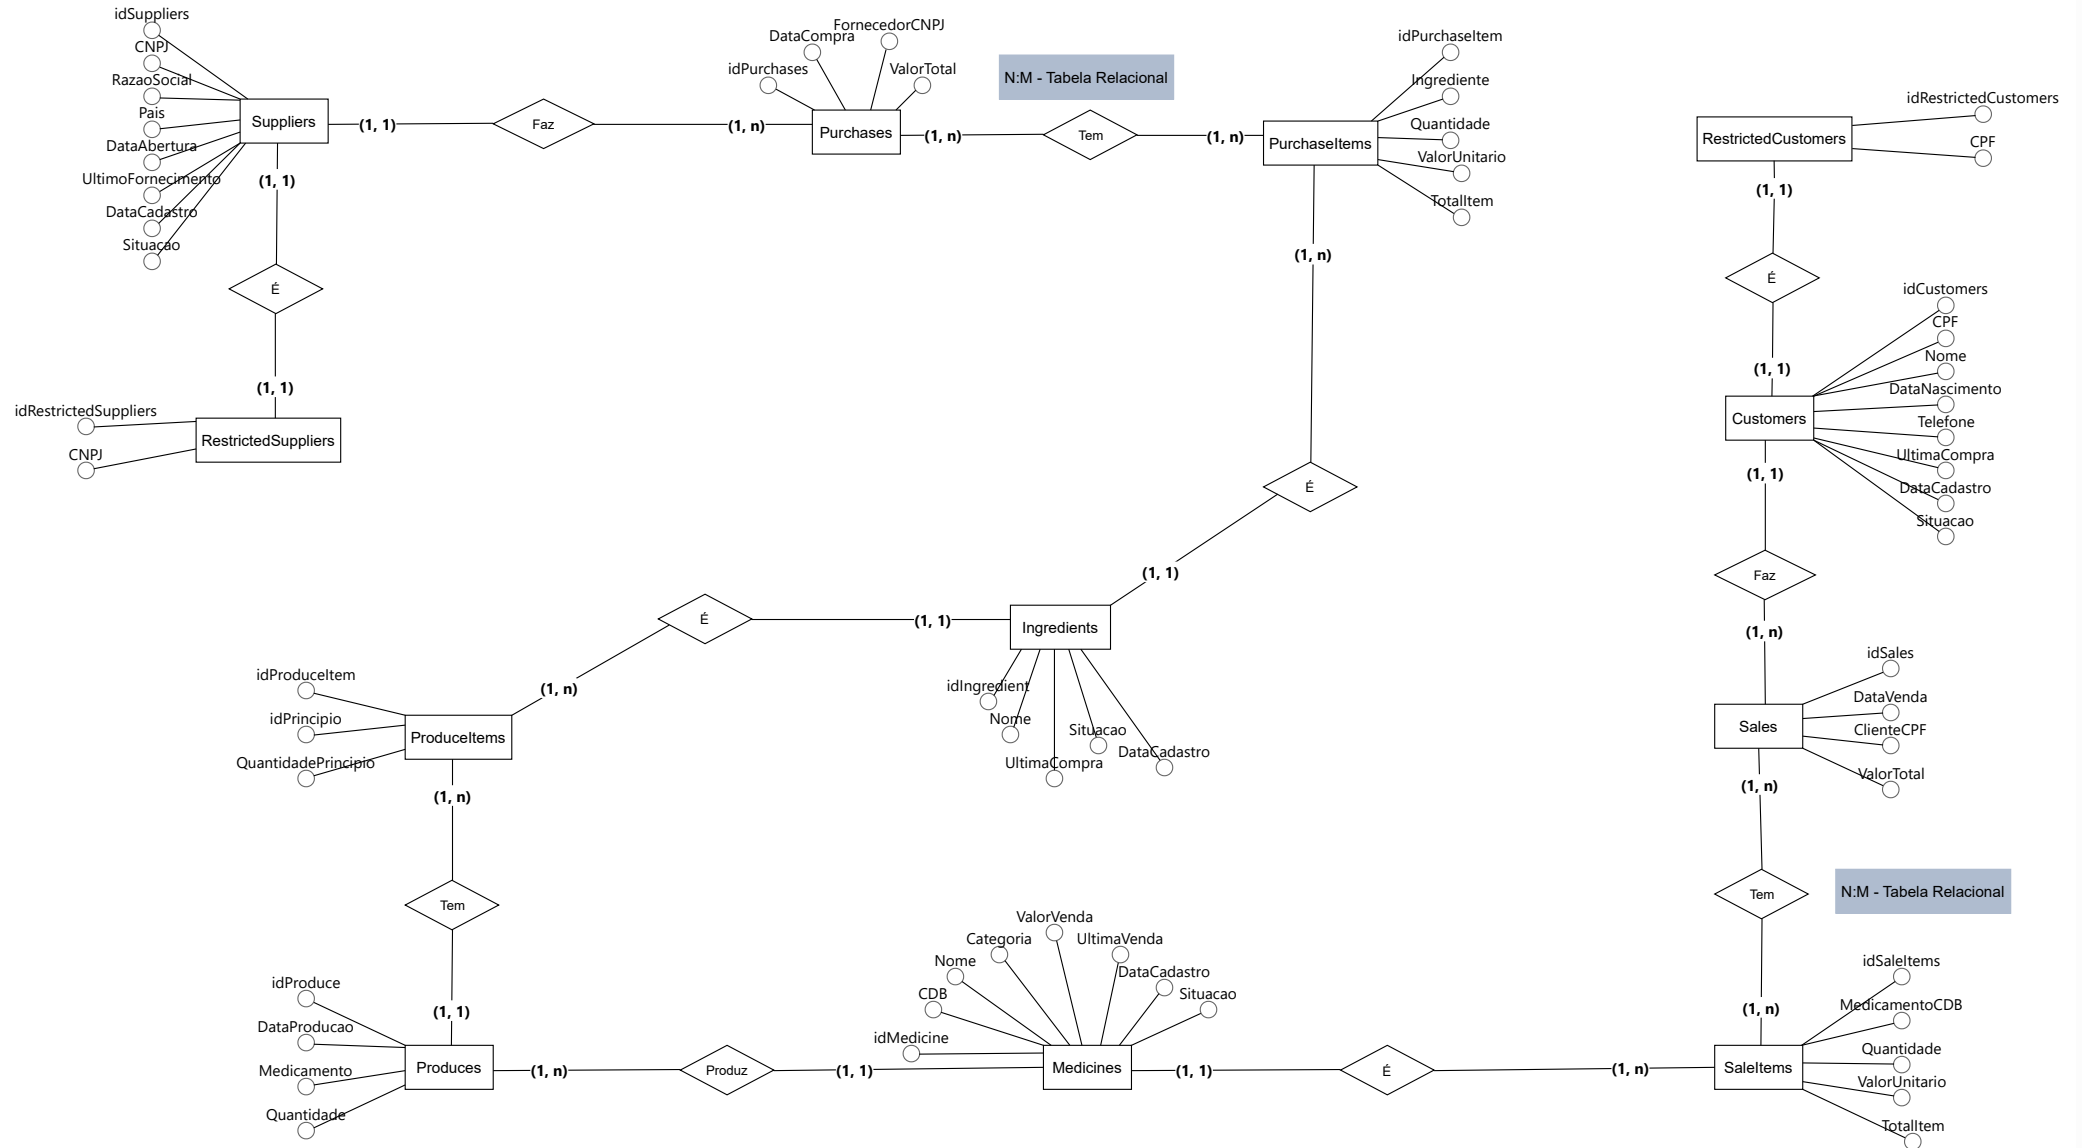 idSuppliers
CNPJ
RazaoSocial
Pais
DataAbertura
UltimoFornecimento
DataCadastro
Situacao
Suppliers
(1, 1)
Faz
(1, n)
idPurchases
DataCompra
FornecedorCNPJ
ValorTotal
Purchases
N:M - Tabela Relacional
(1, n)
Tem
(1, n)
PurchaseItems
idPurchaseItem
Ingrediente
Quantidade
ValorUnitario
TotalItem
(1, 1)
É
(1, 1)
idRestrictedSuppliers
CNPJ
RestrictedSuppliers
(1, n)
É
(1, 1)
RestrictedCustomers
idRestrictedCustomers
CPF
(1, 1)
É
(1, 1)
Customers
idCustomers
CPF
Nome
DataNascimento
Telefone
UltimaCompra
DataCadastro
Situacao
(1, 1)
Faz
(1, n)
É
(1, 1)
Ingredients
idIngredient
Nome
UltimaCompra
Situacao
DataCadastro
(1, n)
idProduceItem
idPrincipio
QuantidadePrincipio
ProduceItems
(1, n)
Tem
(1, 1)
Sales
idSales
DataVenda
ClienteCPF
ValorTotal
(1, n)
Tem
N:M - Tabela Relacional
(1, n)
idProduce
DataProducao
Medicamento
Quantidade
Produces
(1, n)
Produz
(1, 1)
idMedicine
CDB
Nome
Categoria
ValorVenda
UltimaVenda
DataCadastro
Situacao
Medicines
(1, 1)
É
(1, n)
SaleItems
idSaleItems
MedicamentoCDB
Quantidade
ValorUnitario
TotalItem